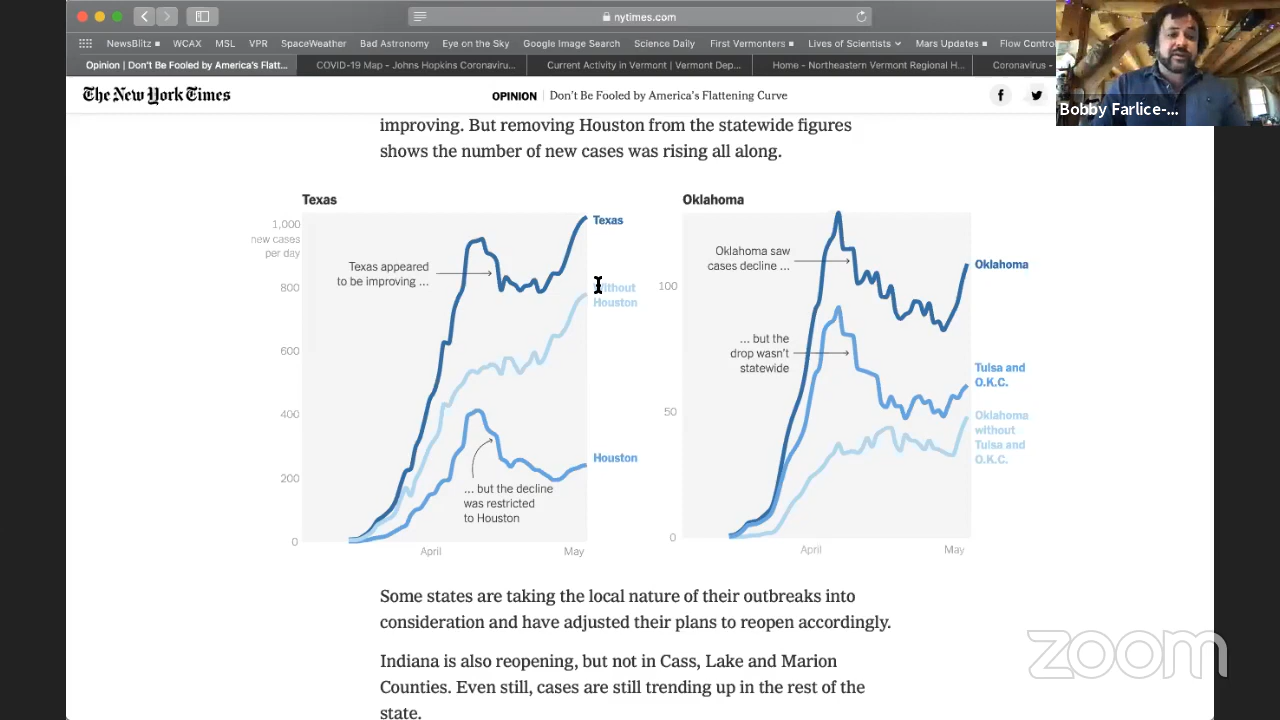 nytimes.com
NewsBlitz WCAX MSL VPR SpaceWeather Bad Astronomy Eye on the Sky Google Image Search Science Daily First Vermonters Lives of Scientists Mars Updates Flow Contro
Opinion | Don't Be Fooled by America's Flatt... COVID-19 Map - Johns Hopkins Coronaviru... Current Activity in Vermont | Vermont Dep... Home - Northeastern Vermont Regional H... Coronavirus -
The New York Times OPINION Don't Be Fooled by America's Flattening Curve
Bobby Farlice-...
improving. But removing Houston from the statewide figures
shows the number of new cases was rising all along.
Texas
1,000
new cases
per day
800
600
400
200
0
Texas appeared
to be improving ...
... but the decline
was restricted
to Houston
Texas
Without
Houston
Houston
April May
Oklahoma
100
50
0
Oklahoma saw
cases decline ...
... but the
drop wasn't
statewide
Oklahoma
Tulsa and
O.K.C.
Oklahoma
without
Tulsa and
O.K.C.
April May
Some states are taking the local nature of their outbreaks into
consideration and have adjusted their plans to reopen accordingly.
Indiana is also reopening, but not in Cass, Lake and Marion
Counties. Even still, cases are still trending up in the rest of the
state.
zoom